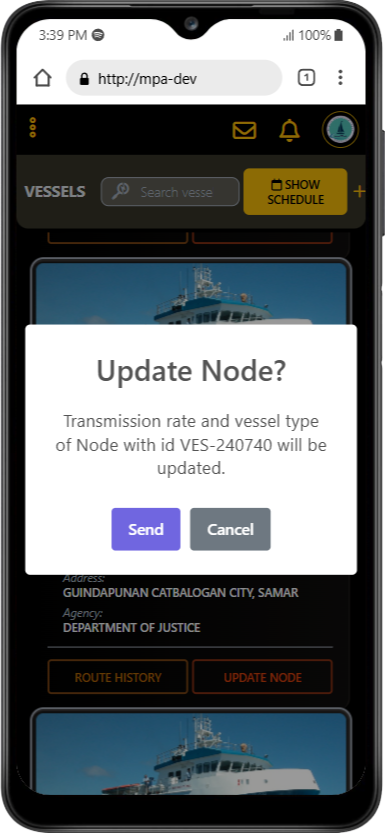 3:39 PM
100%
http://mpa-dev
1
VESSELS
Search vesse
SHOW
SCHEDULE
Update Node?
Transmission rate and vessel type
of Node with id VES-240740 will be
updated.
Send
Cancel
Address:
GUINDAPUNAN CATBALOGAN CITY, SAMAR
Agency:
DEPARTMENT OF JUSTICE
ROUTE HISTORY
UPDATE NODE